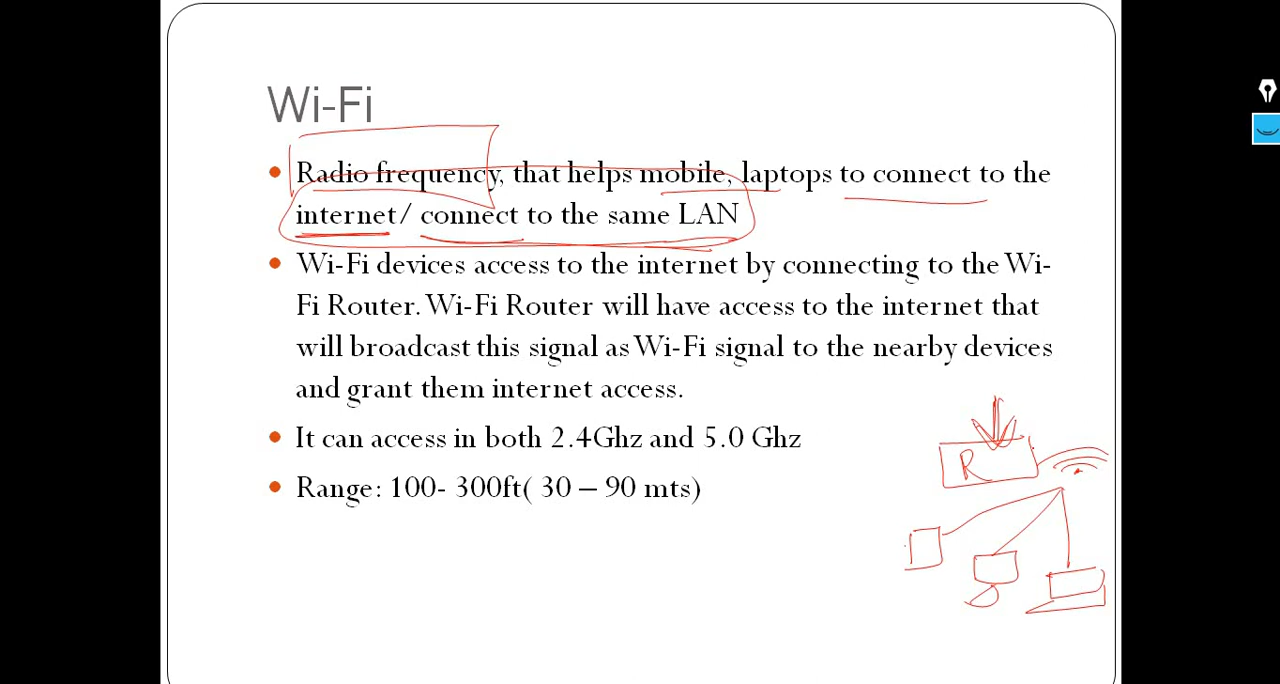 Wi-Fi
Radio frequency, that helps mobile, laptops to connect to the
internet/ connect to the same LAN
Wi-Fi devices access to the internet by connecting to the Wi-
Fi Router. Wi-Fi Router will have access to the internet that
will broadcast this signal as Wi-Fi signal to the nearby devices
and grant them internet access.
It can access in both 2.4Ghz and 5.0 Ghz
R
Range: 100- 300ft( 30 – 90 mts)